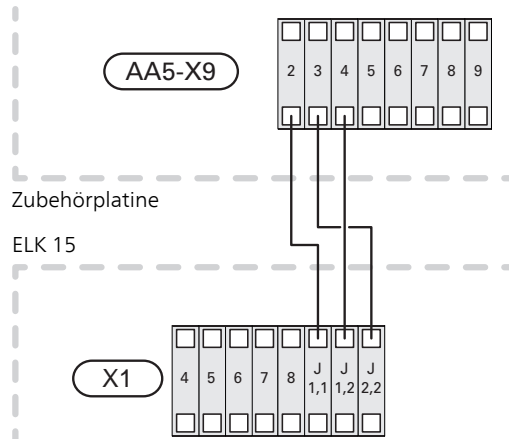 AA5-X9
2 3 4 5 6 7 8 9
Zubehörplatine
ELK 15
X1
4 5 6 7 8 J 1,1 J 1,2 J 2,2